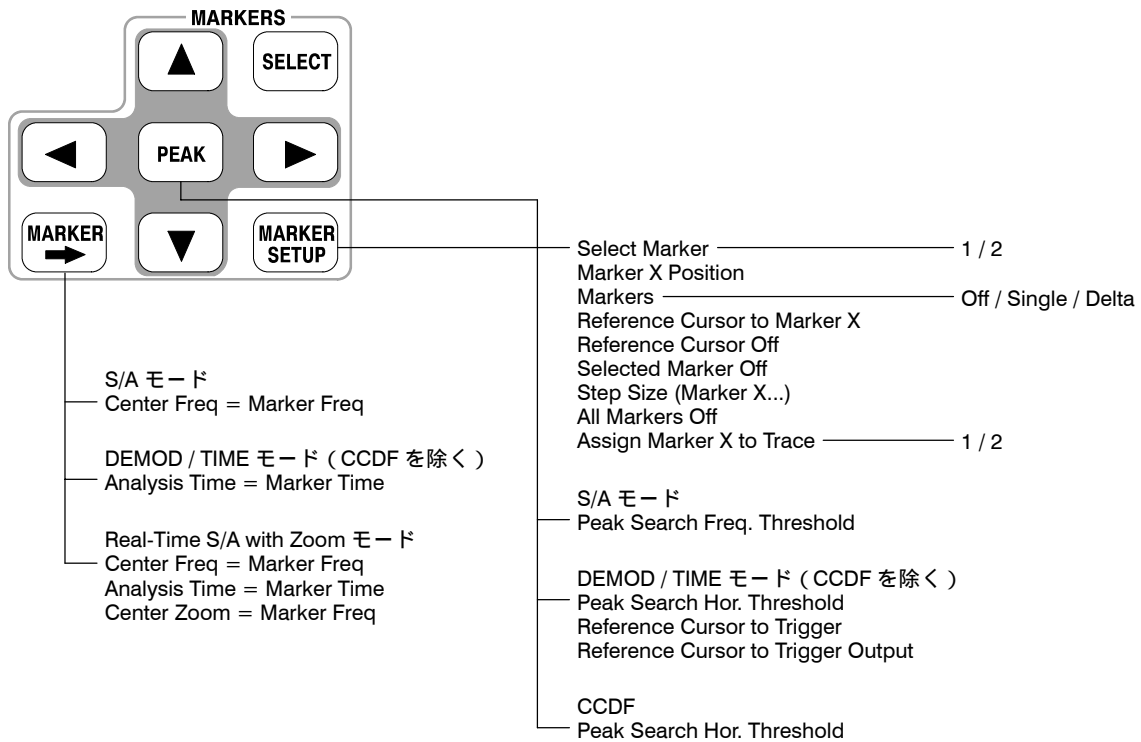 MARKERS
SELECT
PEAK
MARKER
MARKER
SETUP
S/A モード
Center Freq = Marker Freq
DEMOD / TIME モード ( CCDF を除く )
Analysis Time = Marker Time
Real-Time S/A with Zoom モード
Center Freq = Marker Freq
Analysis Time = Marker Time
Center Zoom = Marker Freq
Select Marker 1 / 2
Marker X Position
Markers Off / Single / Delta
Reference Cursor to Marker X
Reference Cursor Off
Selected Marker Off
Step Size (Marker X...)
All Markers Off
Assign Marker X to Trace 1 / 2
S/A モード
Peak Search Freq. Threshold
DEMOD / TIME モード ( CCDF を除く )
Peak Search Hor. Threshold
Reference Cursor to Trigger
Reference Cursor to Trigger Output
CCDF
Peak Search Hor. Threshold